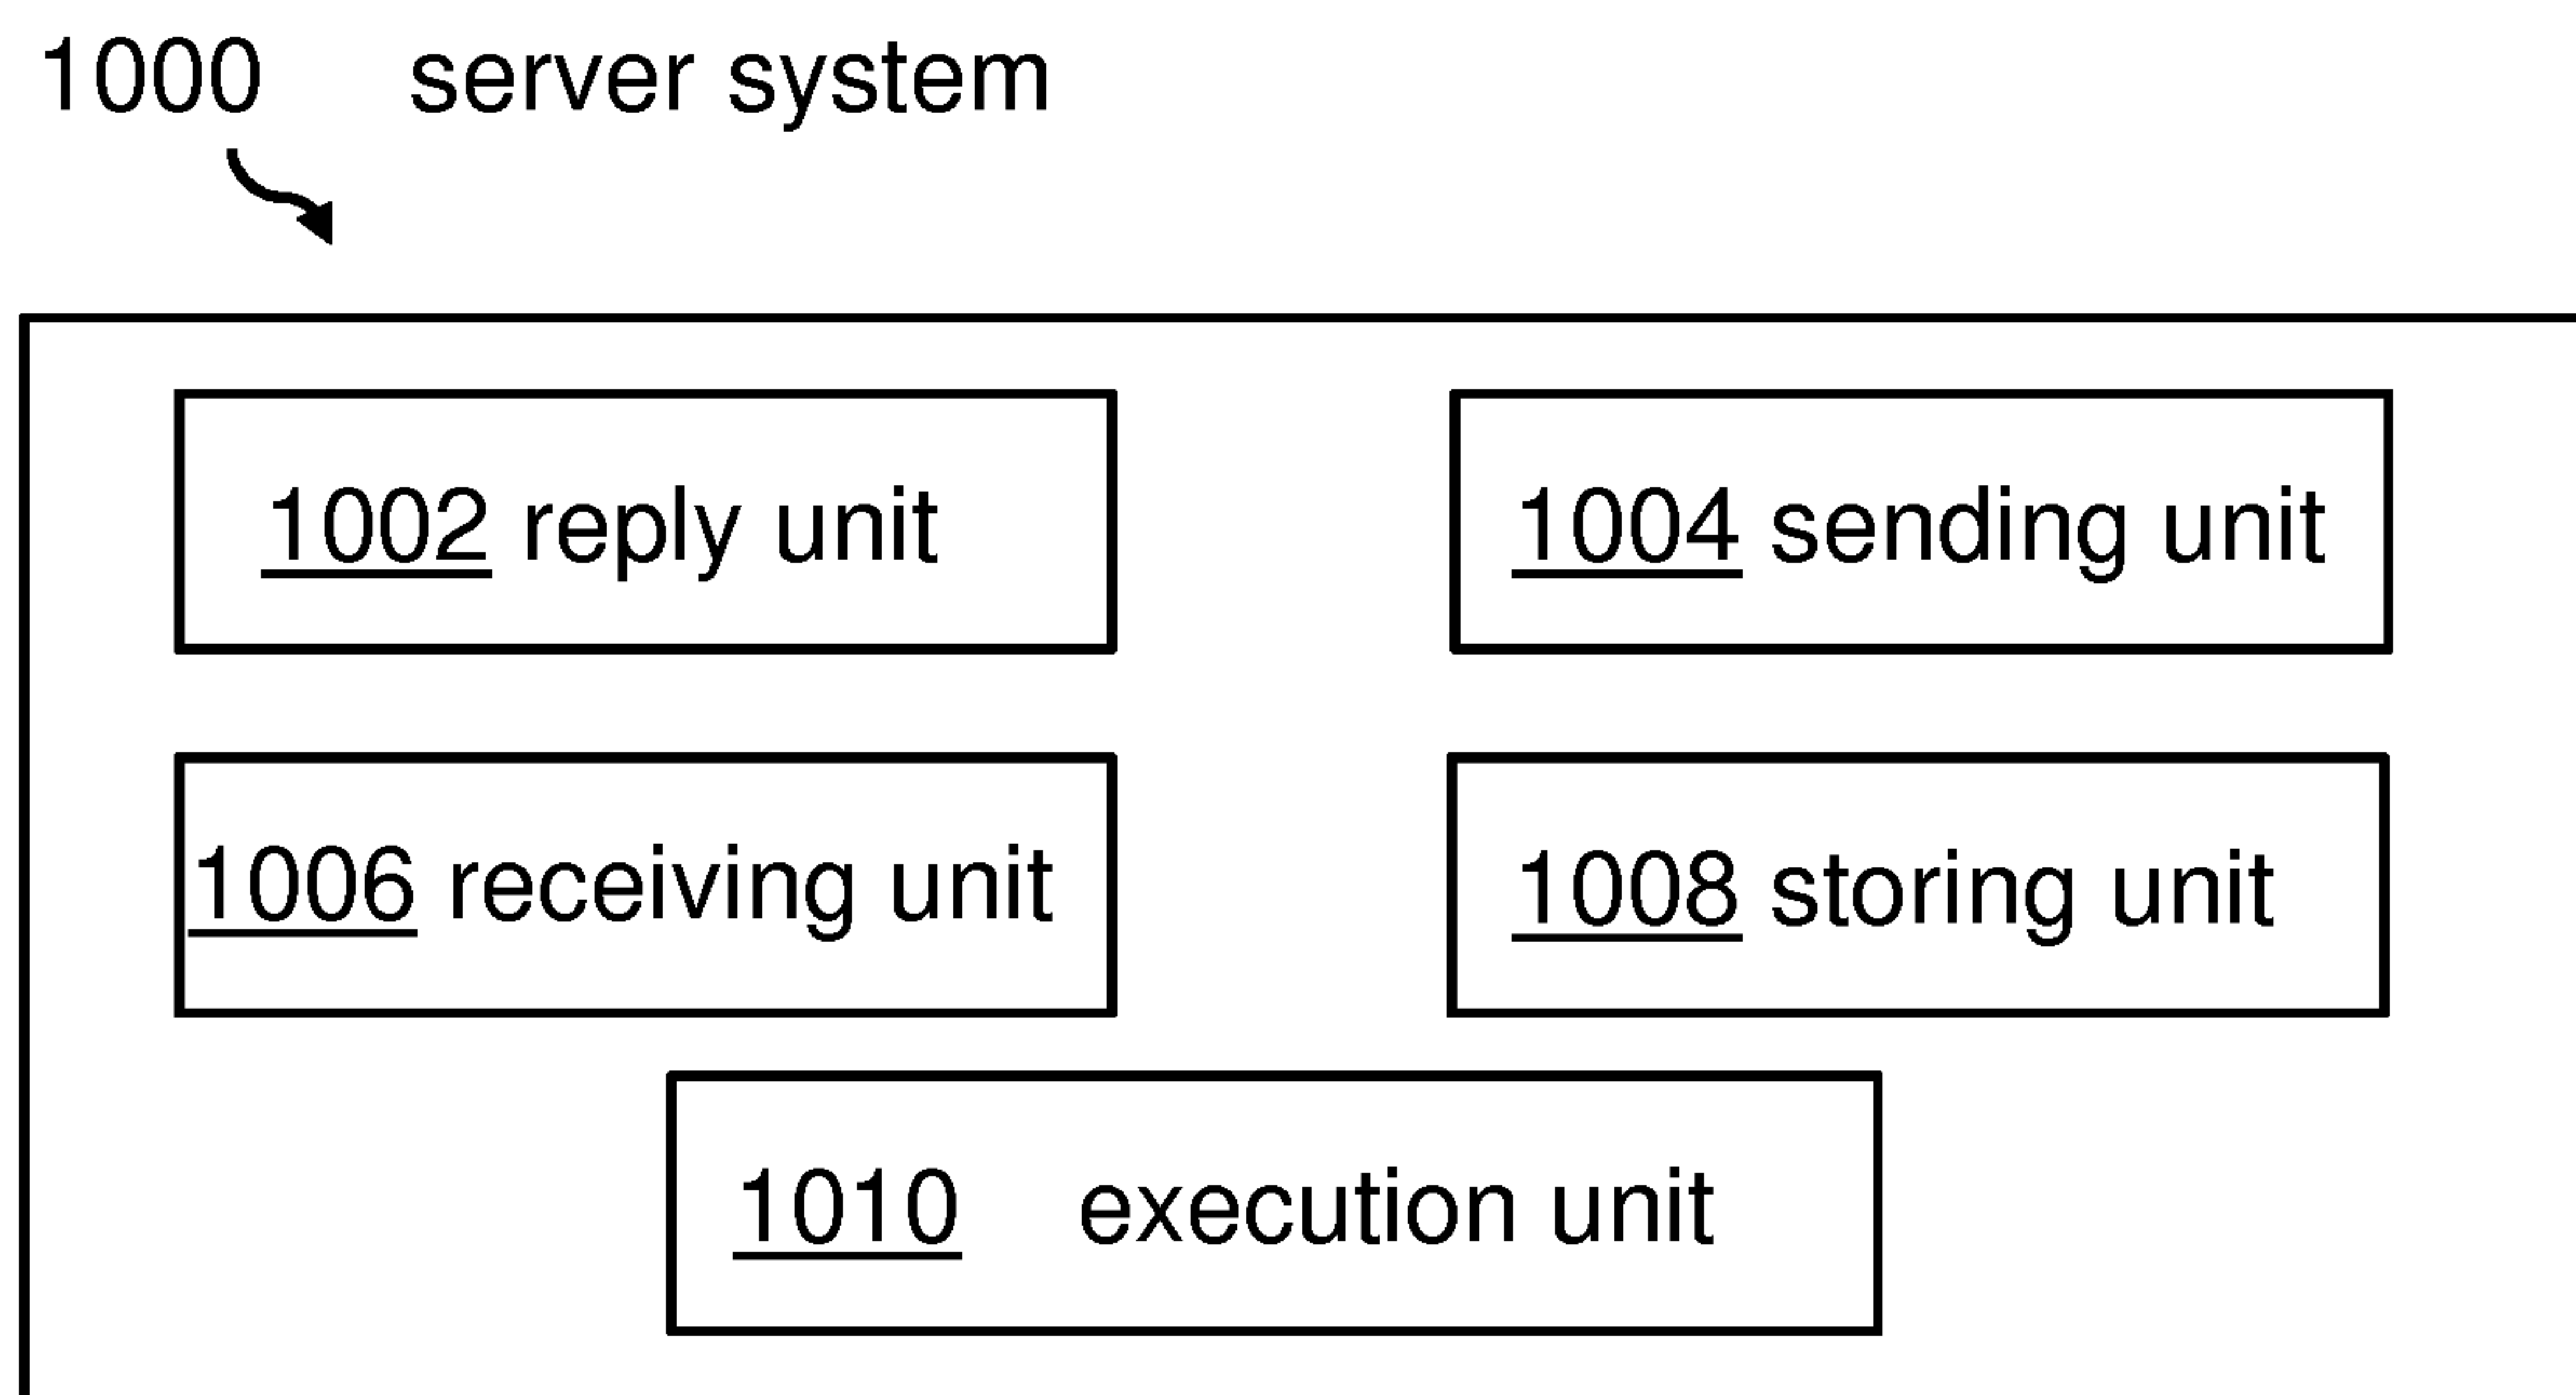 1000 server system
1002 reply unit
1004 sending unit
1006 receiving unit
1008 storing unit
1010 execution unit